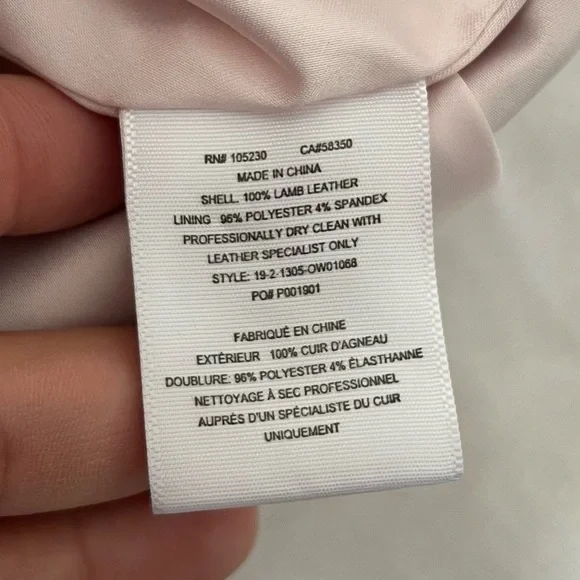 RN# 105230 CA#58350
MADE IN CHINA
SHELL. 100% LAMB LEATHER
LINING 96% POLYESTER 4% SPANDEX
PROFESSIONALLY DRY CLEAN WITH
LEATHER SPECIALIST ONLY
STYLE: 19-2-1305-OW01068
PO# P001901
FABRIQUÉ EN CHINE
EXTÉRIEUR 100% CUIR D'AGNEAU
DOUBLURE: 96% POLYESTER 4% ÉLASTHANNE
NETTOYAGE À SEC PROFESSIONNEL
AUPRÈS D'UN SPÉCIALISTE DU CUIR
UNIQUEMENT